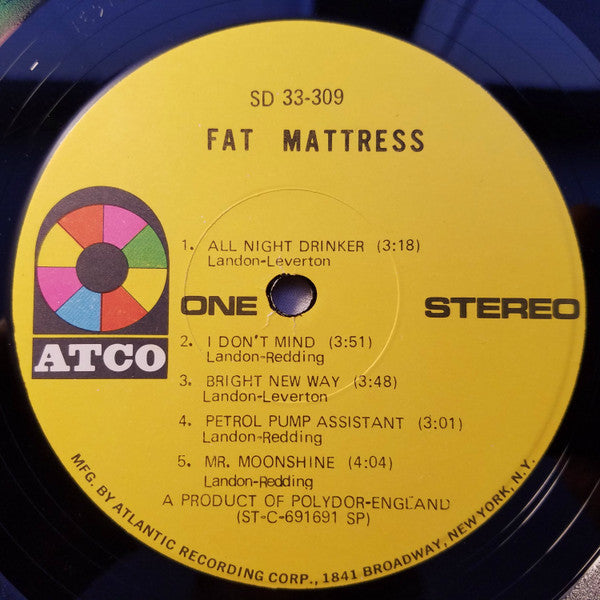 SD 33-309
FAT MATTRESS
1. ALL NIGHT DRINKER (3:18)
Landon-Leverton
ONE
STEREO
2. I DON'T MIND (3:51)
Landon-Redding
ATCO
3. BRIGHT NEW WAY (3:48)
Landon-Leverton
4. PETROL PUMP ASSISTANT (3:01)
Landon-Redding
5. MR. MOONSHINE (4:04)
Landon-Redding
A PRODUCT OF POLYDOR-ENGLAND
(ST-C-691691 SP)
MFG. BY ATLANTIC RECORDING CORP., 1841 BROADWAY, NEW YORK, N.Y.